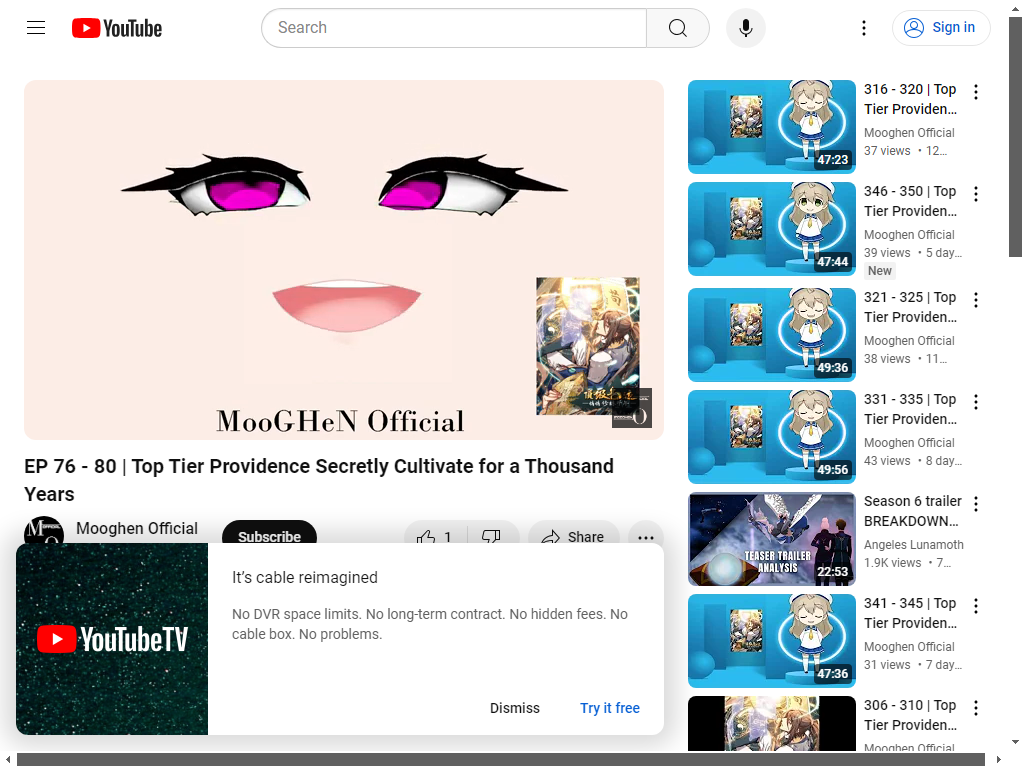 YouTube
Search
Sign in
MooGHeN Official
EP 76 - 80 | Top Tier Providence Secretly Cultivate for a Thousand
Years
Mooghen Official
Subscribe
1
Share
YouTubeTV
It’s cable reimagined
No DVR space limits. No long-term contract. No hidden fees. No
cable box. No problems.
Dismiss
Try it free
47:23
316 - 320 | Top
Tier Providen…
Mooghen Official
37 views • 12…
47:44
346 - 350 | Top
Tier Providen…
Mooghen Official
39 views • 5 day…
New
49:36
321 - 325 | Top
Tier Providen…
Mooghen Official
38 views • 11…
49:56
331 - 335 | Top
Tier Providen…
Mooghen Official
43 views • 8 day…
TEASER TRAILER
ANALYSIS
22:53
Season 6 trailer
BREAKDOWN…
Angeles Lunamoth
1.9K views • 7…
47:36
341 - 345 | Top
Tier Providen…
Mooghen Official
31 views • 7 day…
306 - 310 | Top
Tier Providen…
Mooghen Official